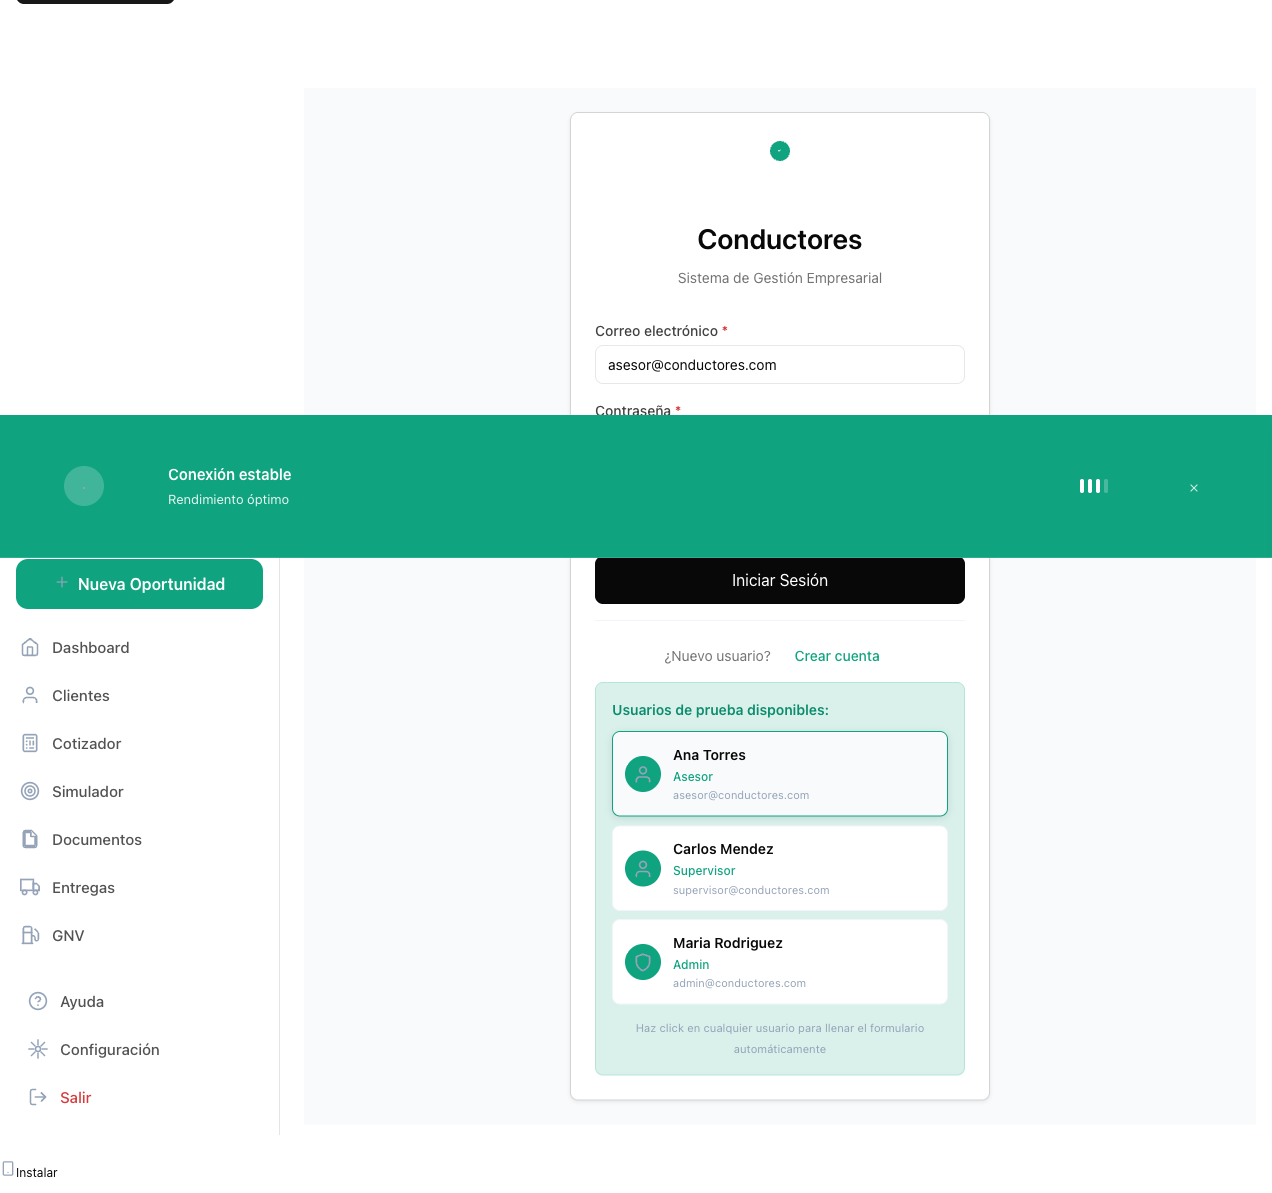 Conductores
Sistema de Gestión Empresarial
Correo electrónico *
asesor@conductores.com
Contraseña *
Conexión estable
Rendimiento óptimo
×
Nueva Oportunidad
Dashboard
Clientes
Cotizador
Simulador
Documentos
Entregas
GNV
Ayuda
Configuración
Salir
Iniciar Sesión
¿Nuevo usuario? Crear cuenta
Usuarios de prueba disponibles:
Ana Torres
Asesor
asesor@conductores.com
Carlos Mendez
Supervisor
supervisor@conductores.com
Maria Rodriguez
Admin
admin@conductores.com
Haz click en cualquier usuario para llenar el formulario
automáticamente
Instalar